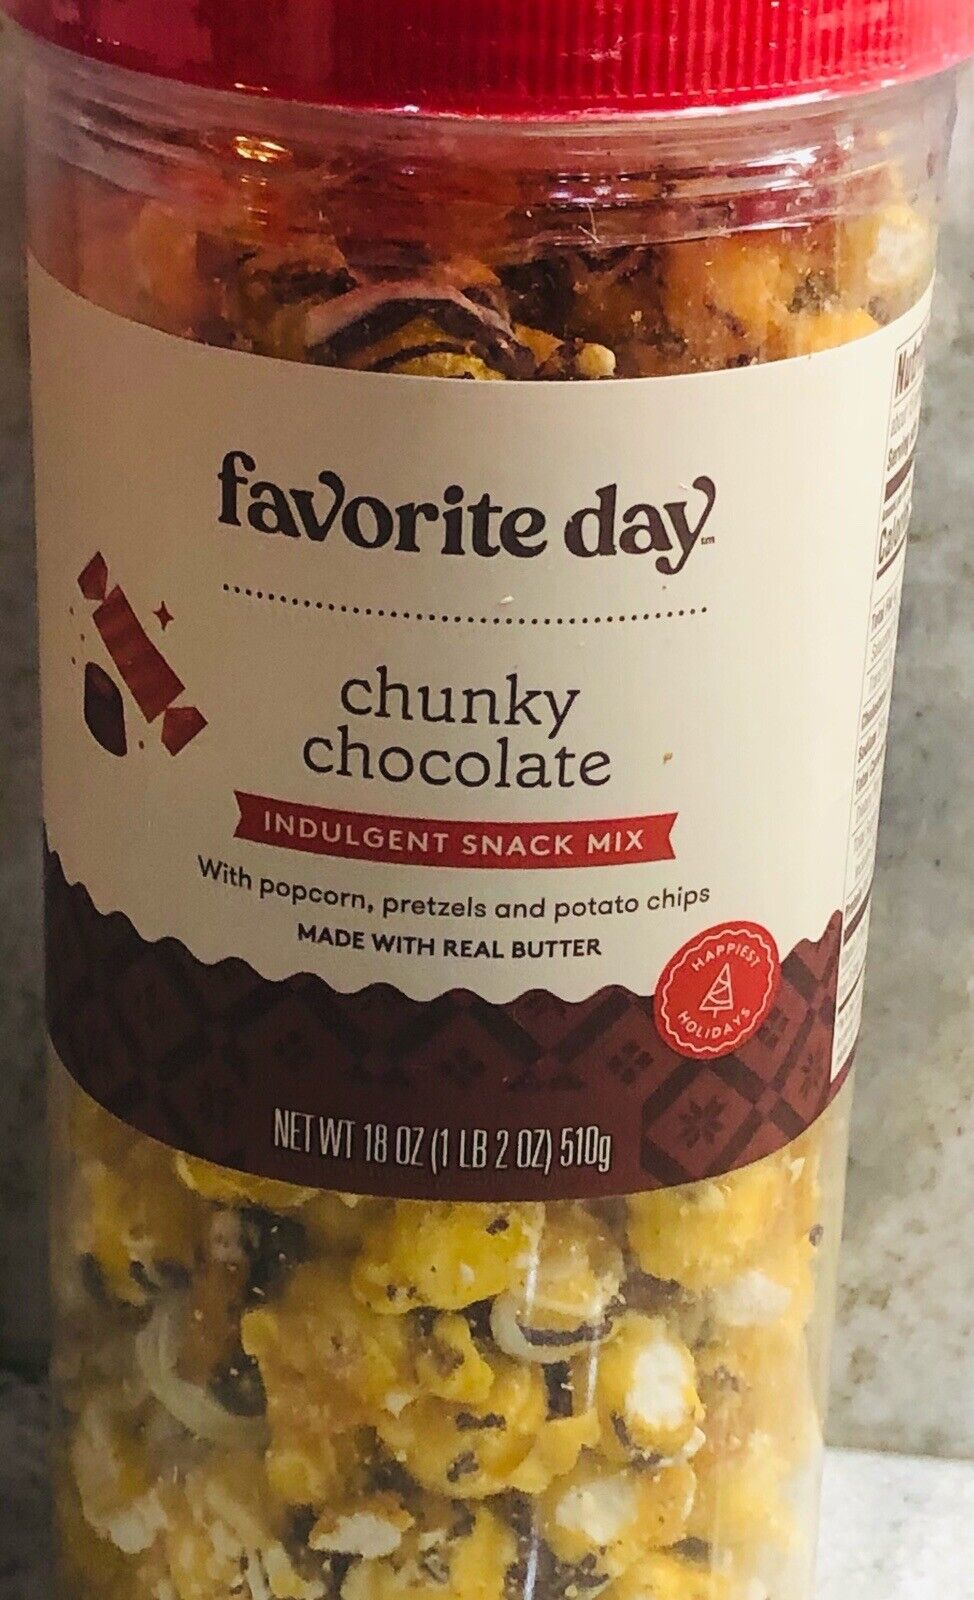 favorite day™
chunky
chocolate
INDULGENT SNACK MIX
With popcorn, pretzels and potato chips
MADE WITH REAL BUTTER
HAPPIEST
HOLIDAYS
NET WT 18 OZ (1 LB 2 OZ) 510g